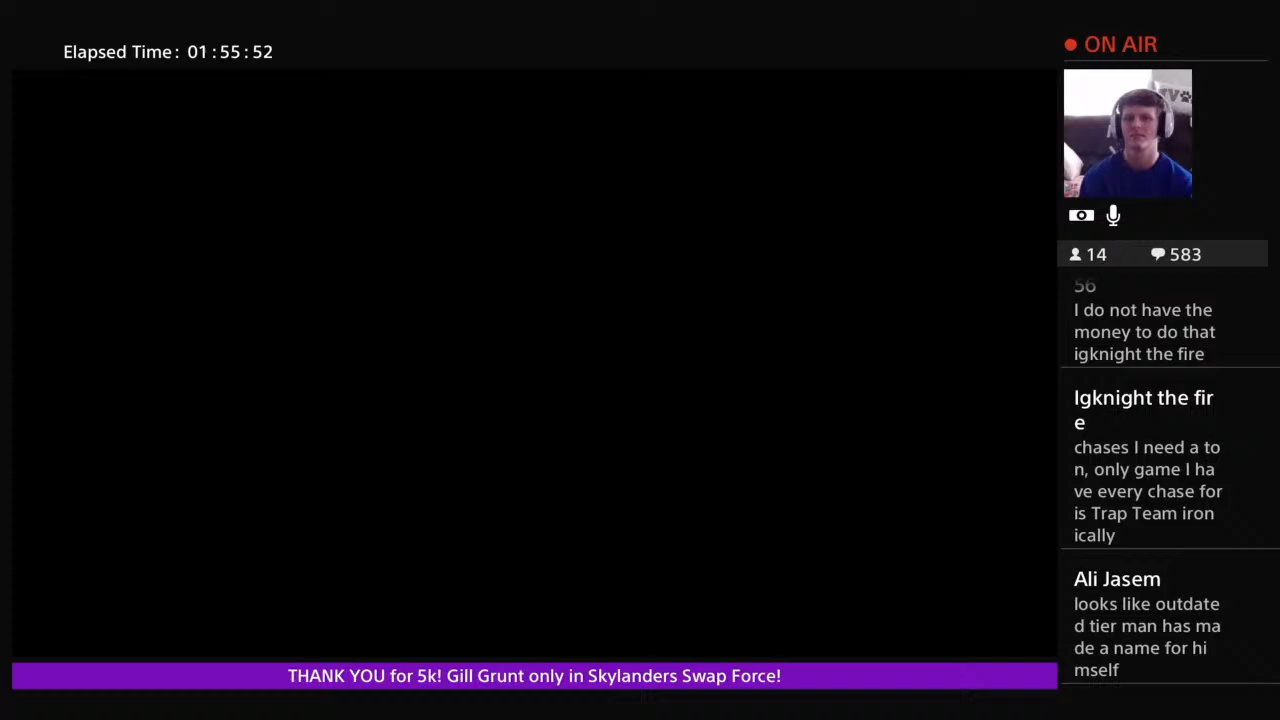 Elapsed Time: 01:55:52
ON AIR
14 583
56
I do not have the
money to do that
igknight the fire
Igknight the fir
e
chases I need a to
n, only game I ha
ve every chase for
is Trap Team iron
ically
Ali Jasem
looks like outdate
d tier man has ma
de a name for hi
mself
THANK YOU for 5k! Gill Grunt only in Skylanders Swap Force!